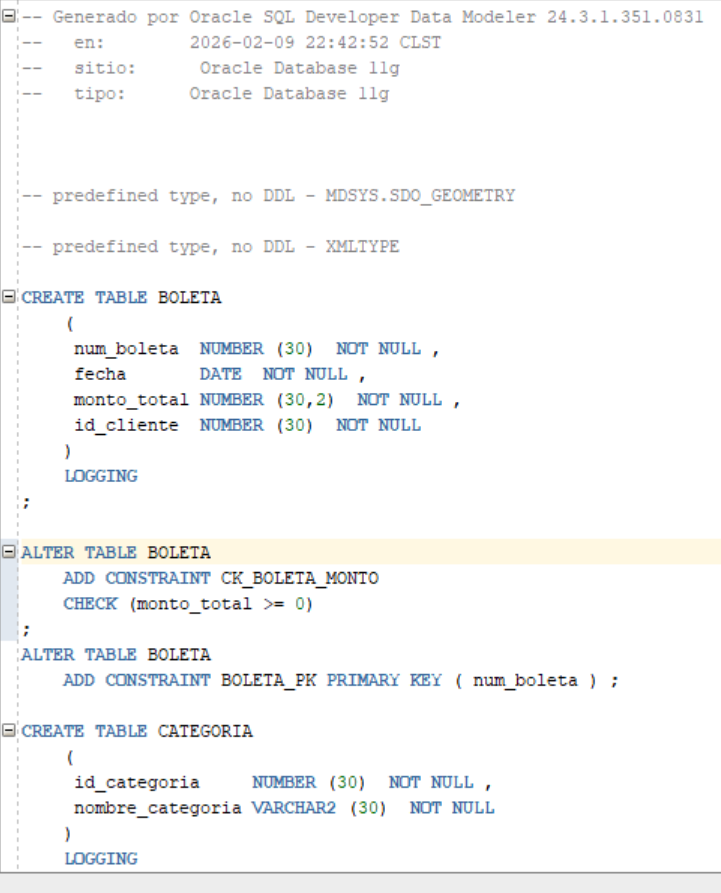 -- Generado por Oracle SQL Developer Data Modeler 24.3.1.351.0831
-- en: 2026-02-09 22:42:52 CLST
-- sitio: Oracle Database 11g
-- tipo: Oracle Database 11g
-- predefined type, no DDL - MDSYS.SDO_GEOMETRY
-- predefined type, no DDL - XMLTYPE
CREATE TABLE BOLETA
(
num_boleta NUMBER (30) NOT NULL ,
fecha DATE NOT NULL ,
monto_total NUMBER (30,2) NOT NULL ,
id_cliente NUMBER (30) NOT NULL
)
LOGGING
;
ALTER TABLE BOLETA
ADD CONSTRAINT CK_BOLETA_MONTO
CHECK (monto_total >= 0)
;
ALTER TABLE BOLETA
ADD CONSTRAINT BOLETA_PK PRIMARY KEY ( num_boleta ) ;
CREATE TABLE CATEGORIA
(
id_categoria NUMBER (30) NOT NULL ,
nombre_categoria VARCHAR2 (30) NOT NULL
)
LOGGING